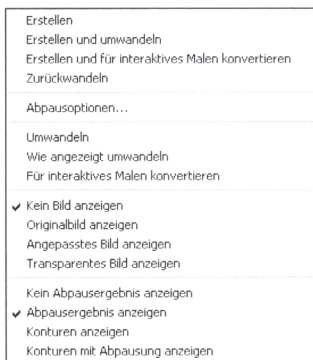 Erstellen
Erstellen und umwandeln
Erstellen und für interaktives Malen konvertieren
Zurückwandeln
Abpausoptionen...
Umwandeln
Wie angezeigt umwandeln
Für interaktives Malen konvertieren
Kein Bild anzeigen
Originalbild anzeigen
Angepasstes Bild anzeigen
Transparentes Bild anzeigen
Kein Abpausergebnis anzeigen
Abpausergebnis anzeigen
Konturen anzeigen
Konturen mit Abpausung anzeigen